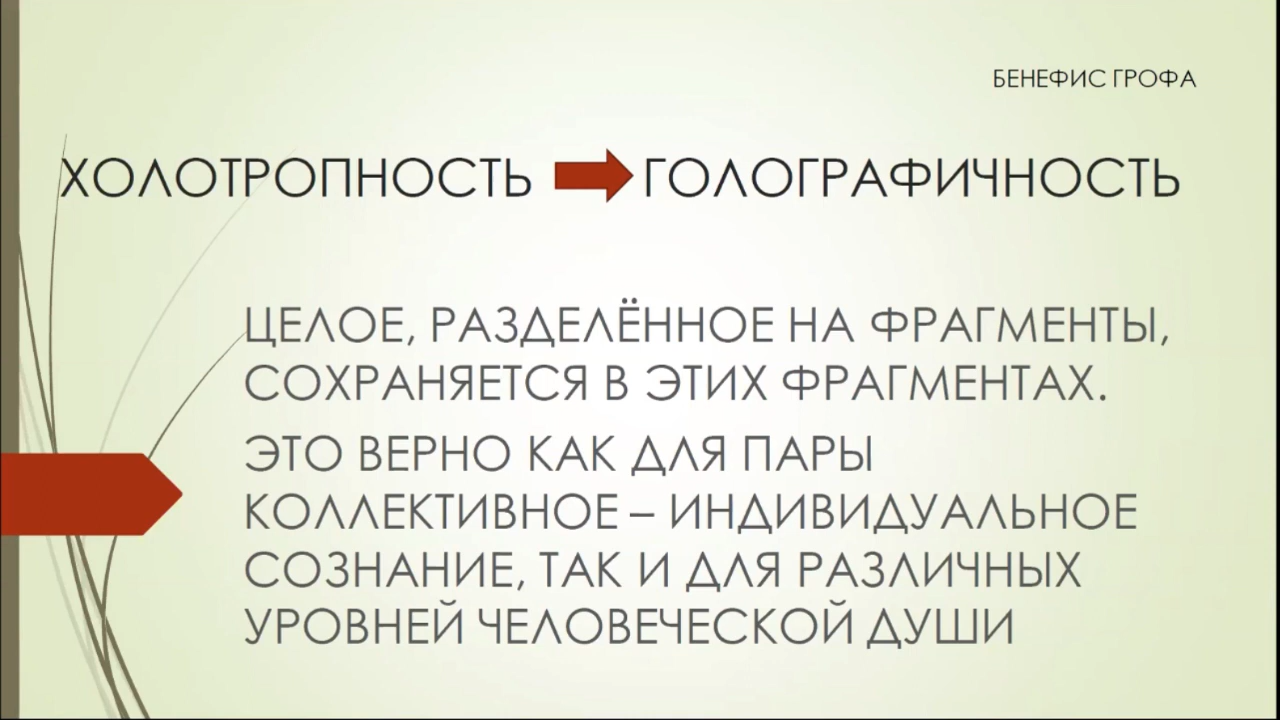 БЕНЕФИС ГРОФА
ХОЛОТРОПНОСТЬ ГОЛОГРАФИЧНОСТЬ
ЦЕЛОЕ, РАЗДЕЛЁННОЕ НА ФРАГМЕНТЫ,
СОХРАНЯЕТСЯ В ЭТИХ ФРАГМЕНТАХ.
ЭТО ВЕРНО КАК ДЛЯ ПАРЫ
КОЛЛЕКТИВНОЕ – ИНДИВИДУАЛЬНОЕ
СОЗНАНИЕ, ТАК И ДЛЯ РАЗЛИЧНЫХ
УРОВНЕЙ ЧЕЛОВЕЧЕСКОЙ ДУШИ